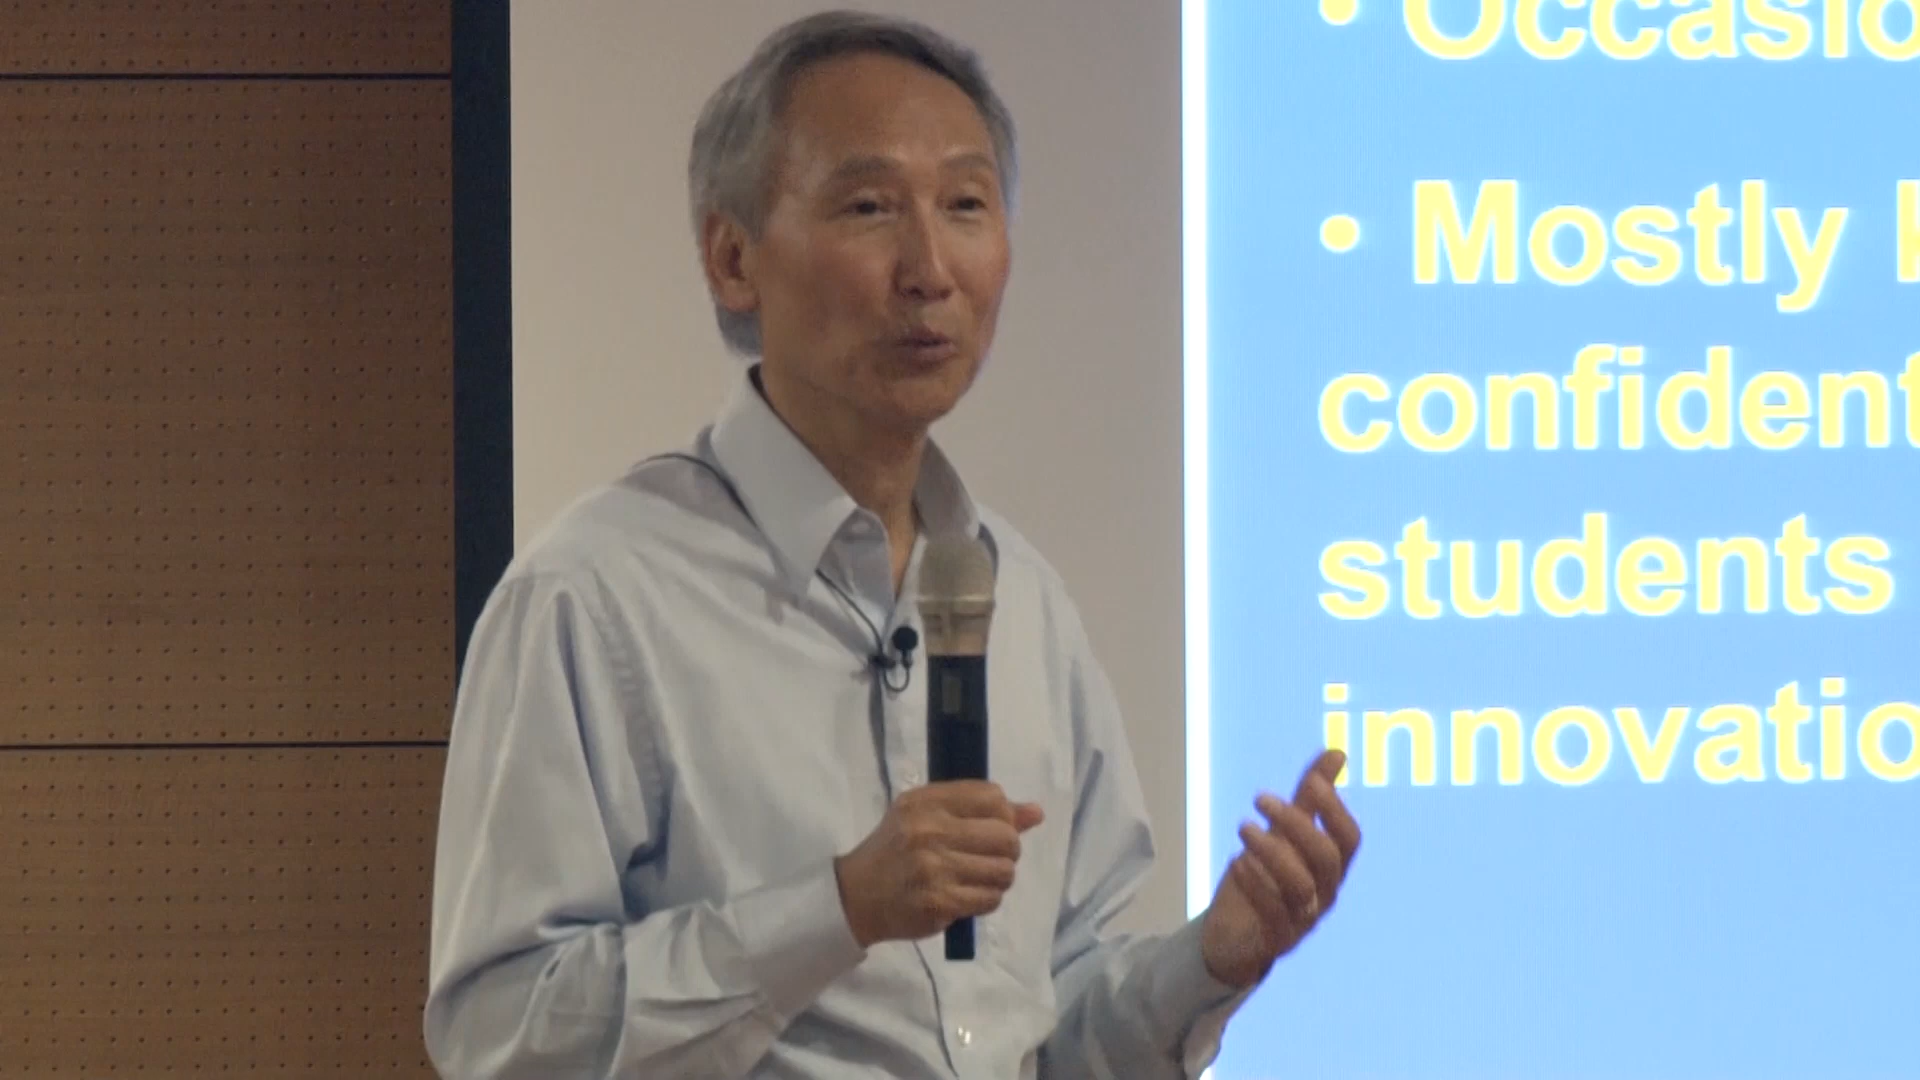 • Occasio
• Mostly
confident
students
innovatio